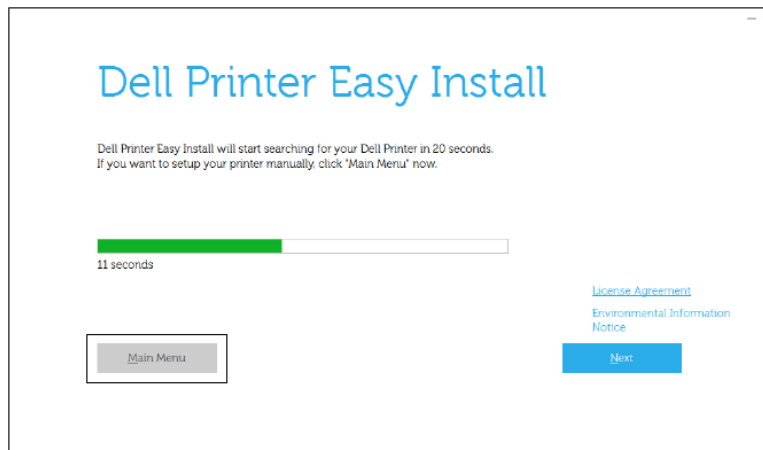 Dell Printer Easy Install
Dell Printer Easy Install will start searching for your Dell Printer in 20 seconds.
If you want to setup your printer manually, click "Main Menu" now.
11 seconds
License Agreement
Environmental Information
Notice
Main Menu
Next